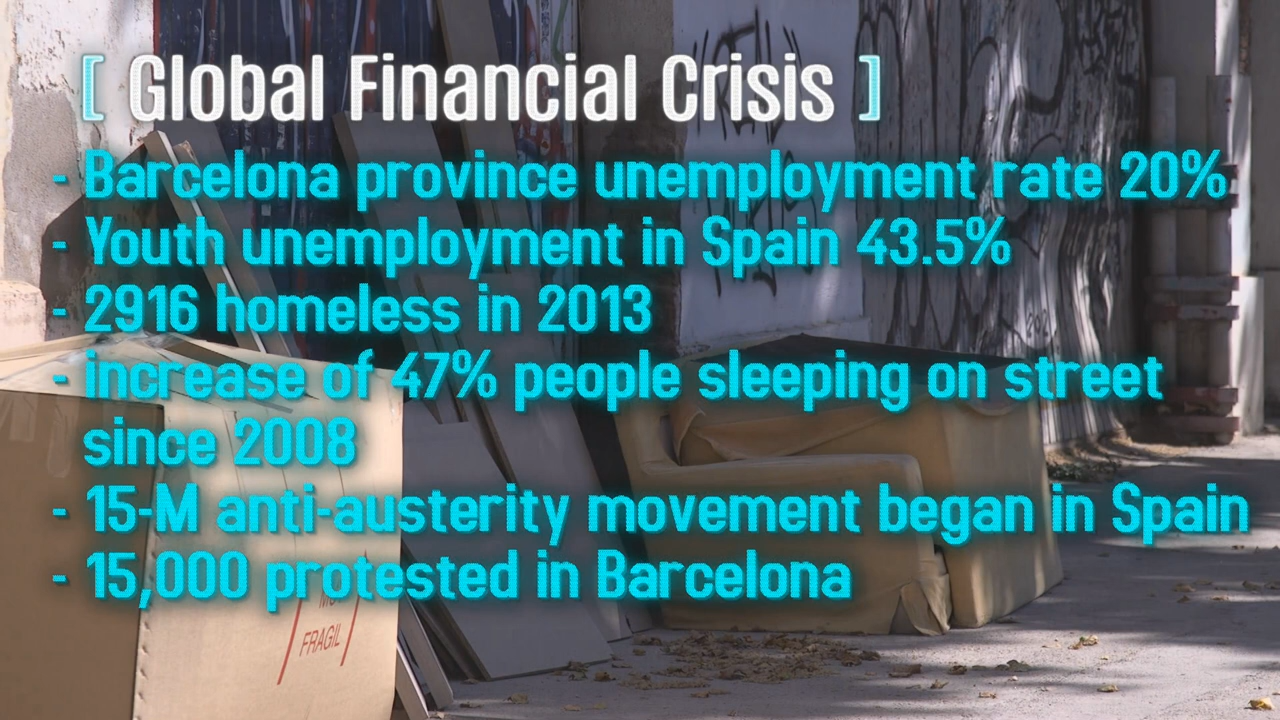 [ Global Financial Crisis ]
- Barcelona province unemployment rate 20%
- Youth unemployment in Spain 43.5%
- 2916 homeless in 2013
- increase of 47% people sleeping on street
since 2008
- 15-M anti-austerity movement began in Spain
- 15,000 protested in Barcelona
FRAGIL